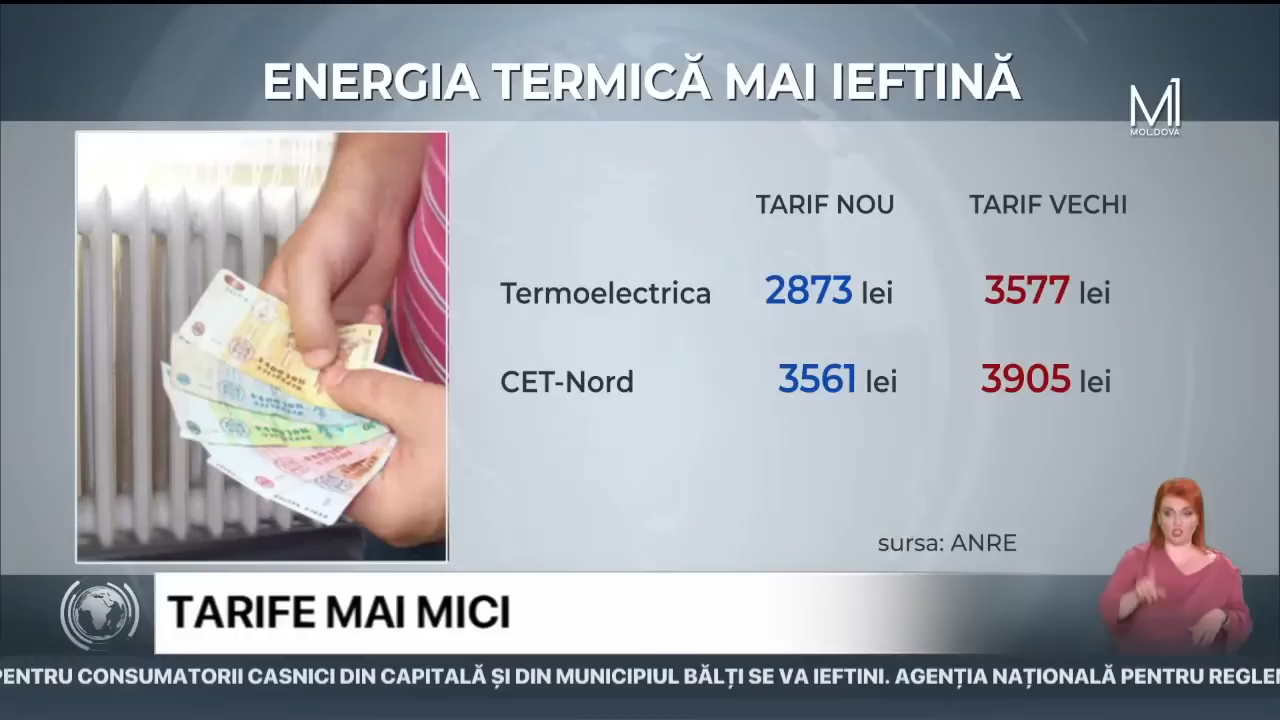 ENERGIA TERMICĂ MAI IEFTINĂ
M1
MOLDOVA
TARIF NOU TARIF VECHI
Termoelectrica 2873 lei 3577 lei
CET-Nord 3561 lei 3905 lei
sursa: ANRE
TARIFE MAI MICI
PENTRU CONSUMATORII CASNICI DIN CAPITALĂ ȘI DIN MUNICIPIUL BĂLȚI SE VA IEFTINI. AGENȚIA NAȚIONALĂ PENTRU REGLE